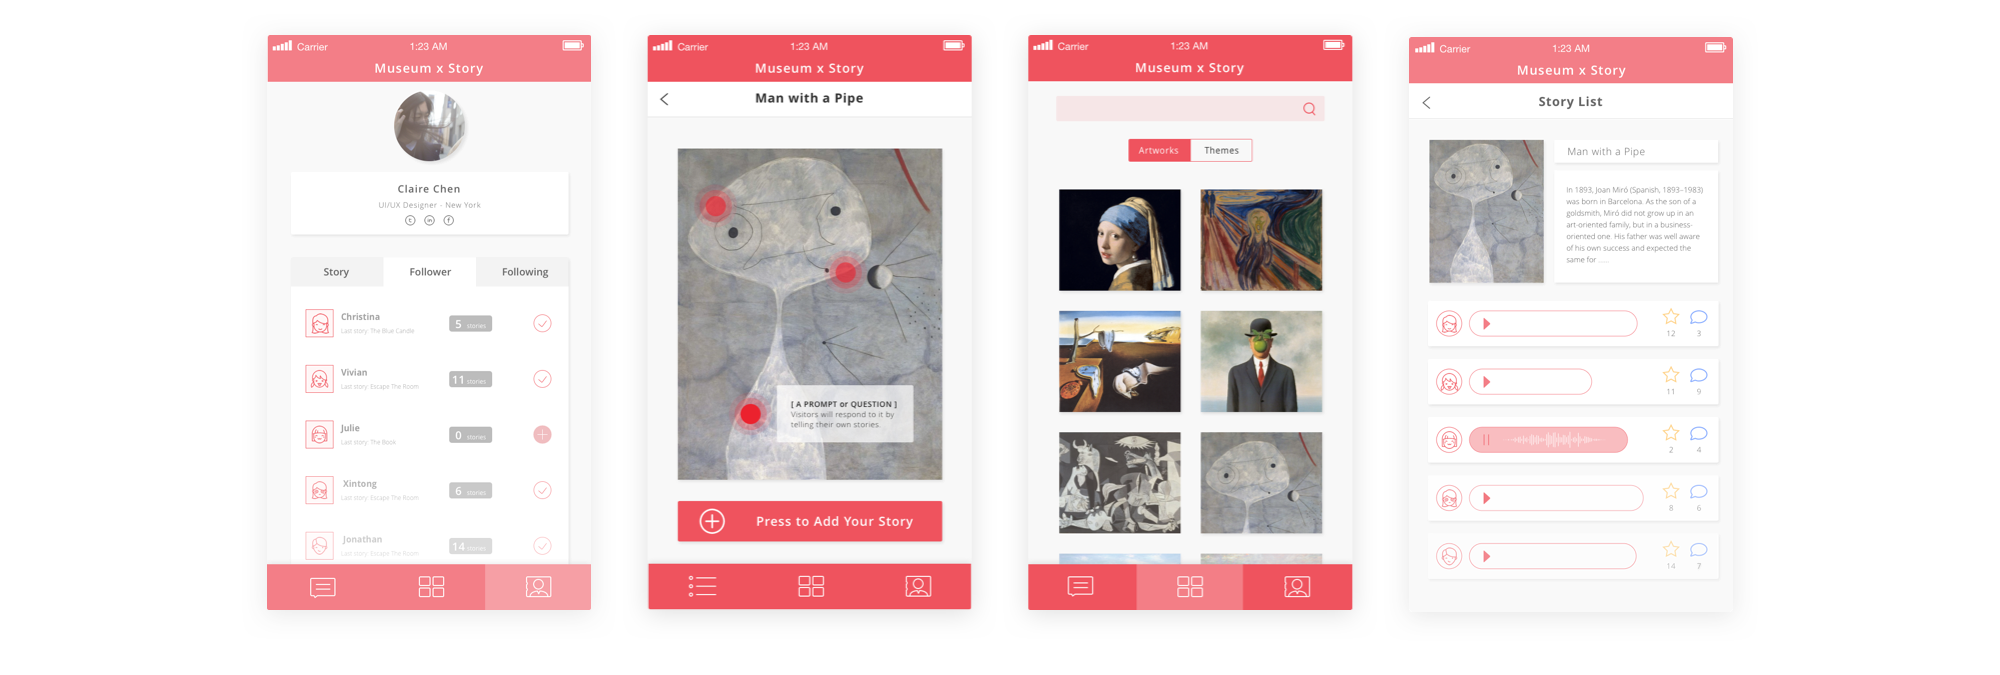 Carrier
1:23 AM
Museum x Story
Claire Chen
UI/UX Designer - New York
Story
Follower
Following
Christina
Last story: The Blue Candle
5 stories
Vivian
Last story: Escape The Room
11 stories
Julie
Last story: The Book
0 stories
Xintong
Last story: Escape The Room
6 stories
Jonathan
Last story: Escape The Room
14 stories
Carrier
1:23 AM
Museum x Story
Man with a Pipe
[ A PROMPT or QUESTION ]
Visitors will respond to it by
telling their own stories.
Press to Add Your Story
Carrier
1:23 AM
Museum x Story
Artworks
Themes
Carrier
1:23 AM
Museum x Story
Story List
Man with a Pipe
In 1893, Joan Miró (Spanish, 1893–1983)
was born in Barcelona. As the son of a
goldsmith, Miró did not grow up in an
art-oriented family, but in a business-
oriented one. His father was well aware
of his own success and expected the
same for .....
12
3
11
9
2
4
8
6
14
7